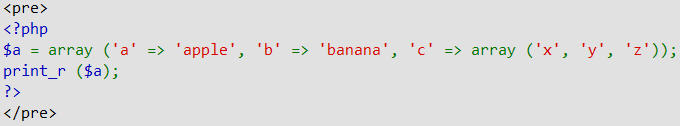 <pre>
<?php
$a = array ('a' => 'apple', 'b' => 'banana', 'c' => array ('x', 'y', 'z'));
print_r ($a);
?>
</pre>